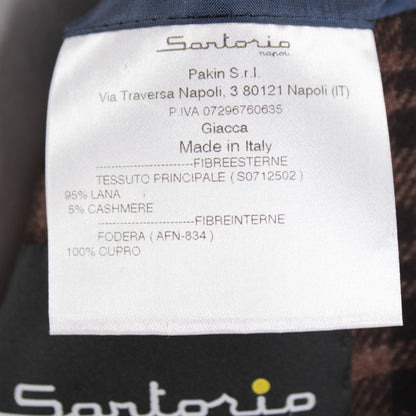 Sartorio
napoli
Pakin S.r.l.
Via Traversa Napoli, 3 80121 Napoli (IT)
P.IVA 07296760635
Giacca
Made in Italy
--------------------------FIBREESTERNE
TESSUTO PRINCIPALE ( S0712502 )
95% LANA
5% CASHMERE
--------------------------FIBREINTERNE
FODERA ( AFN-834 )
100% CUPRO
Sartorio